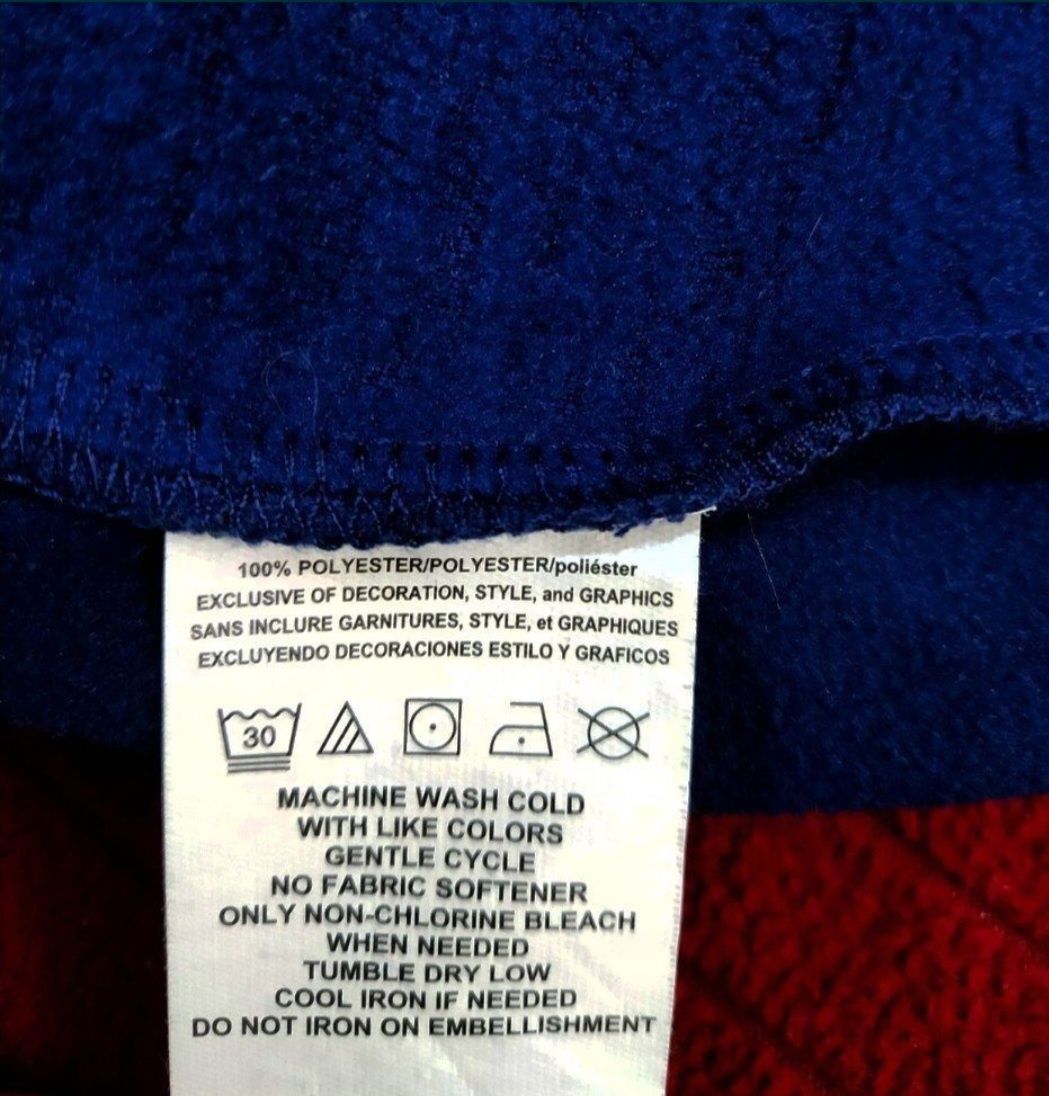 100% POLYESTER/POLYESTER/poliéster
EXCLUSIVE OF DECORATION, STYLE, and GRAPHICS
SANS INCLURE GARNITURES, STYLE, et GRAPHIQUES
EXCLUYENDO DECORACIONES ESTILO Y GRAFICOS
30
MACHINE WASH COLD
WITH LIKE COLORS
GENTLE CYCLE
NO FABRIC SOFTENER
ONLY NON-CHLORINE BLEACH
WHEN NEEDED
TUMBLE DRY LOW
COOL IRON IF NEEDED
DO NOT IRON ON EMBELLISHMENT